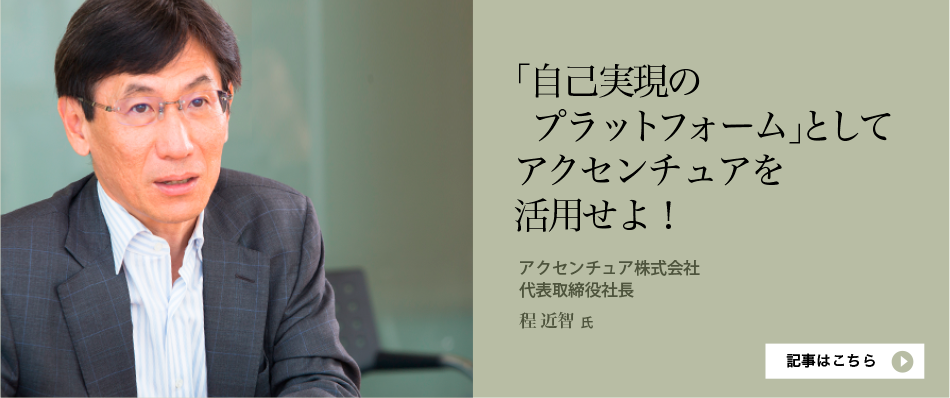 「自己実現の
プラットフォーム」として
アクセンチュアを
活用せよ！
アクセンチュア株式会社
代表取締役社長
程 近智 氏
記事はこちら